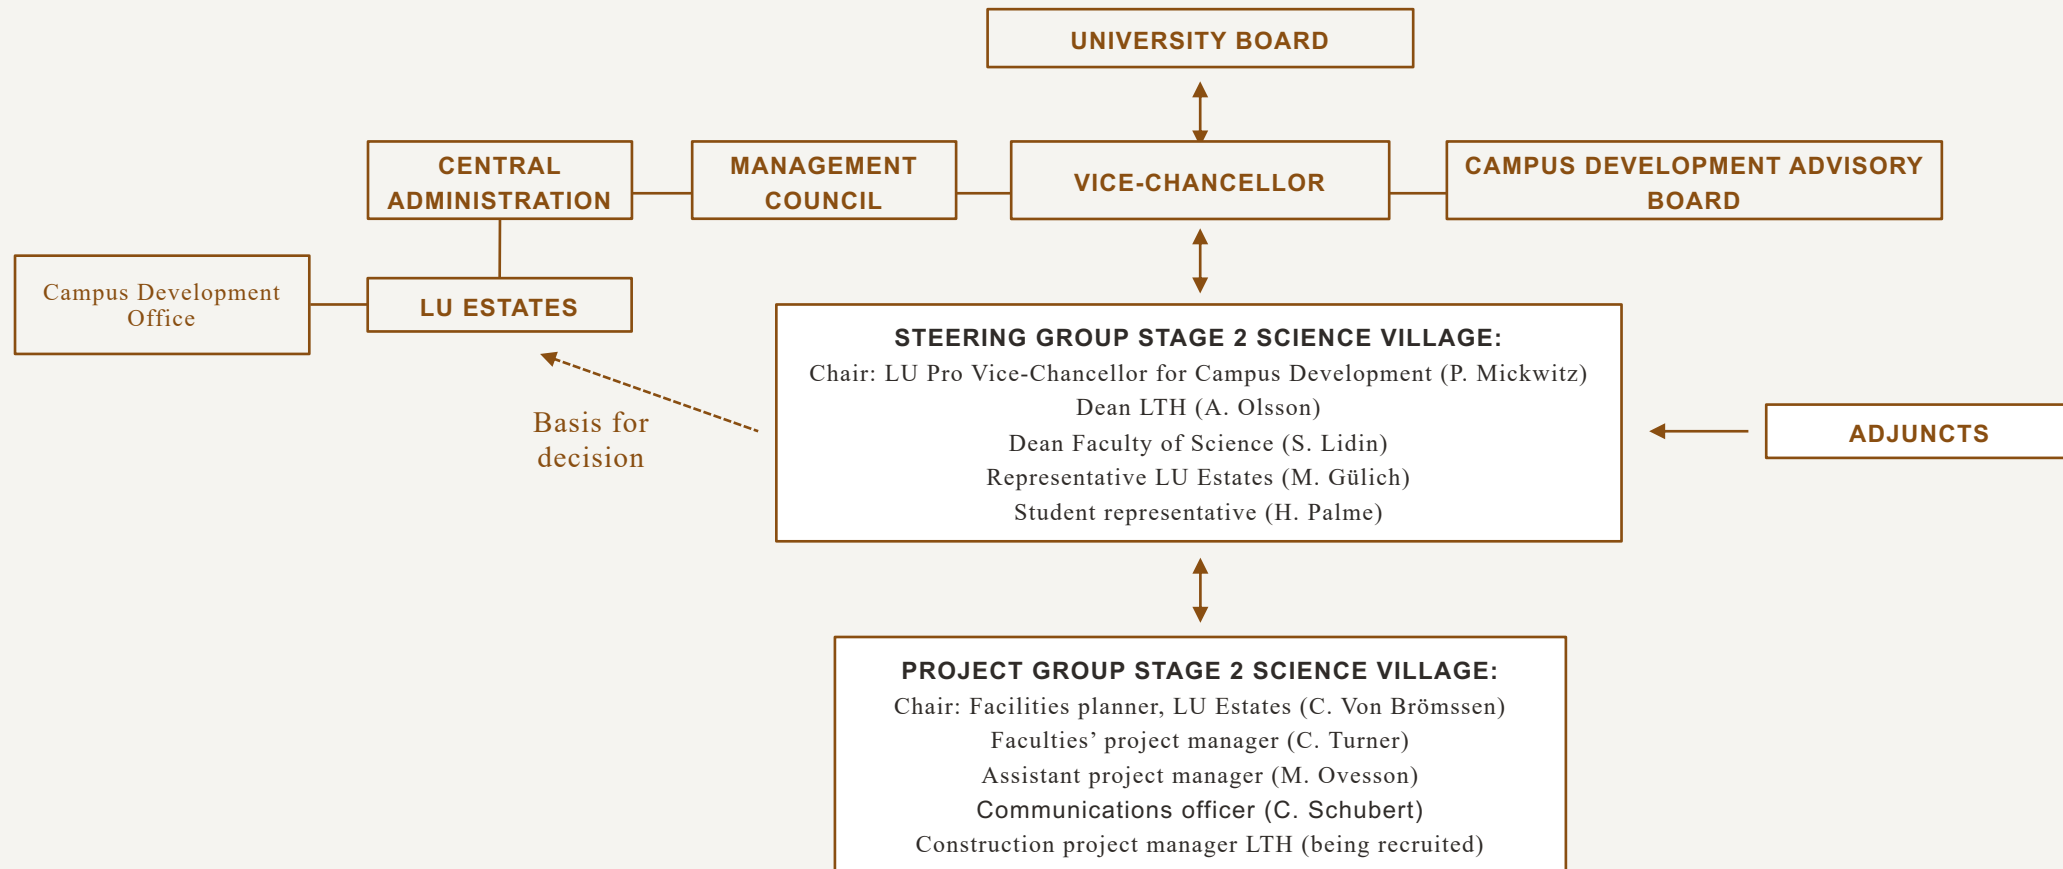 UNIVERSITY BOARD
CENTRAL
ADMINISTRATION
MANAGEMENT
COUNCIL
VICE-CHANCELLOR
CAMPUS DEVELOPMENT ADVISORY
BOARD
Campus Development
Office
LU ESTATES
Basis for
decision
STEERING GROUP STAGE 2 SCIENCE VILLAGE:
Chair: LU Pro Vice-Chancellor for Campus Development (P. Mickwitz)
Dean LTH (A. Olsson)
Dean Faculty of Science (S. Lidin)
Representative LU Estates (M. Gülich)
Student representative (H. Palme)
ADJUNCTS
PROJECT GROUP STAGE 2 SCIENCE VILLAGE:
Chair: Facilities planner, LU Estates (C. Von Brömssen)
Faculties’ project manager (C. Turner)
Assistant project manager (M. Ovesson)
Communications officer (C. Schubert)
Construction project manager LTH (being recruited)